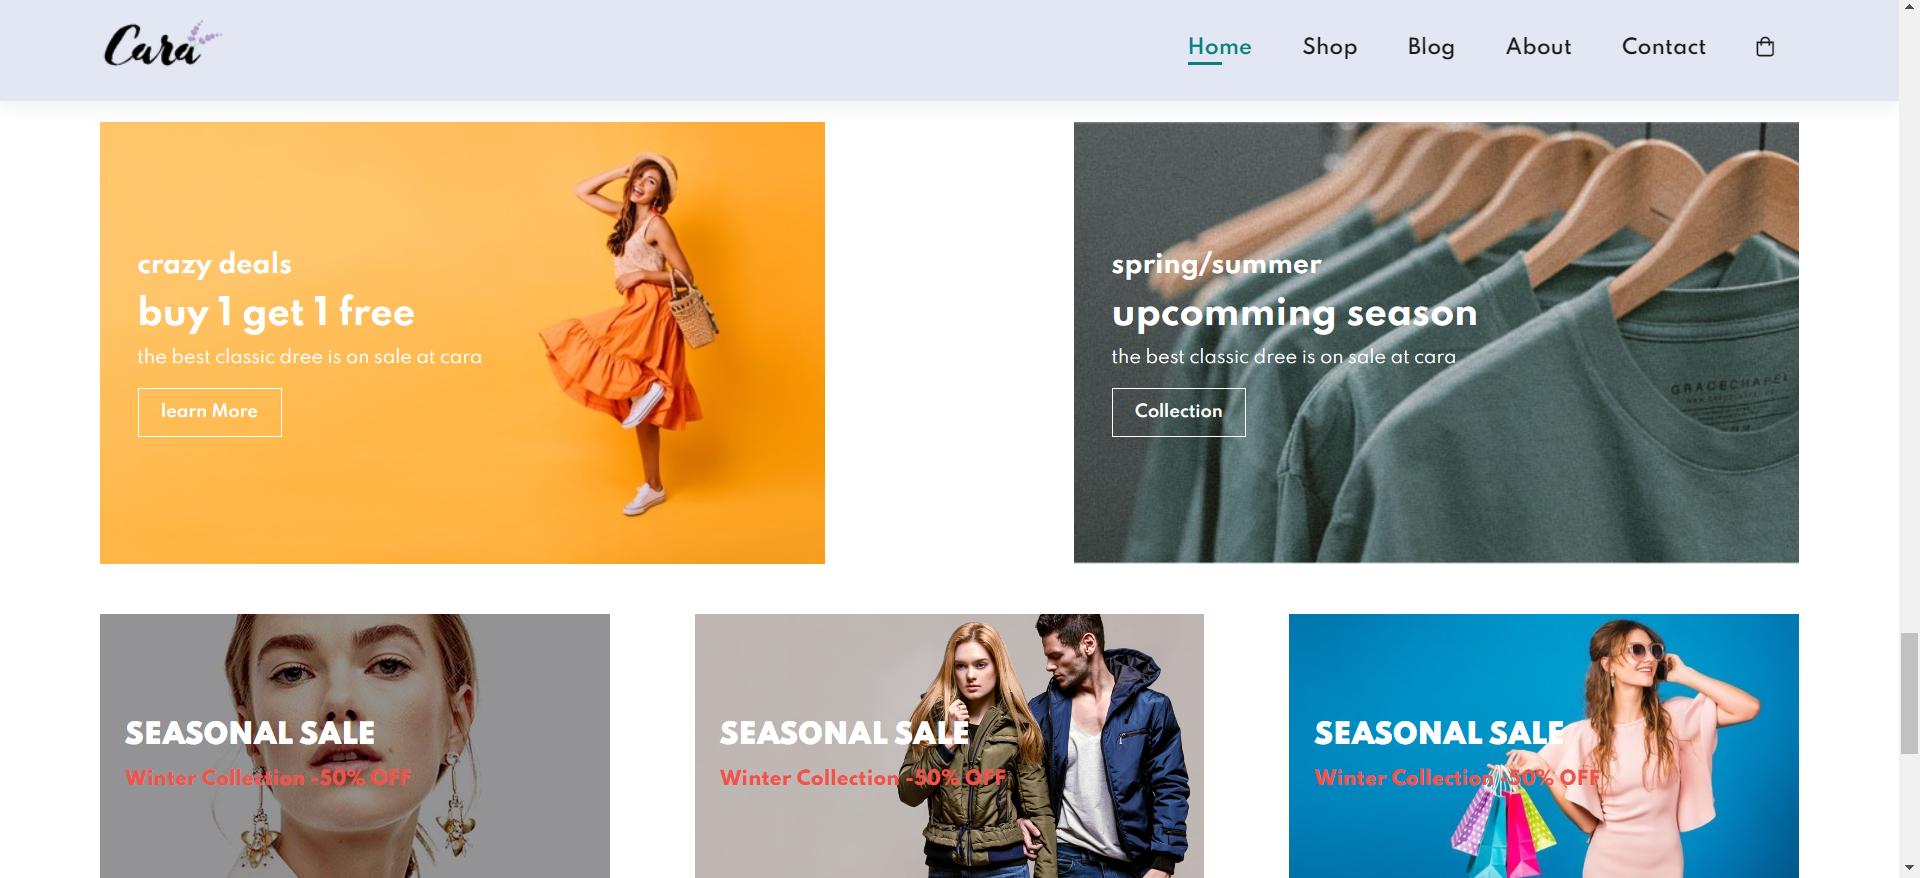 Cara
Home
Shop
Blog
About
Contact
crazy deals
buy 1 get 1 free
the best classic dree is on sale at cara
learn More
spring/summer
upcomming season
the best classic dree is on sale at cara
Collection
GRACECHAPEL
SEASONAL SALE
Winter Collection -50% OFF
SEASONAL SALE
Winter Collection -50% OFF
SEASONAL SALE
Winter Collection -50% OFF